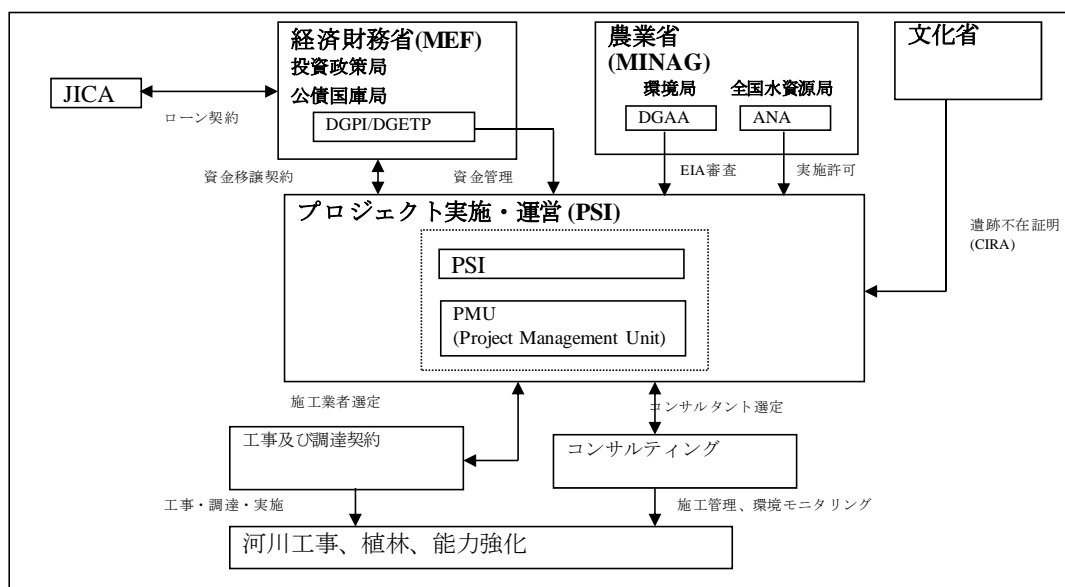 経済財務省(MEF)
投資政策局
公債国庫局
DGPI/DGETP
農業省
(MINAG)
環境局
全国水資源局
DGAA
ANA
文化省
JICA
ローン契約
資金移譲契約
資金管理
EIA審査
実施許可
遺跡不在証明
(CIRA)
プロジェクト実施・運営 (PSI)
PSI
PMU
(Project Management Unit)
施工業者選定
コンサルタント選定
工事及び調達契約
コンサルティング
工事・調達・実施
施工管理、環境モニタリング
河川工事、植林、能力強化